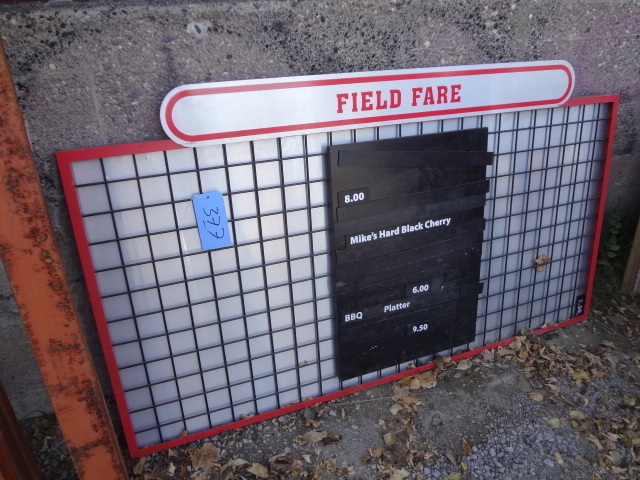 FIELD FARE
377
8.00
Mike's Hard Black Cherry
6.00
BBQ Platter
9.50